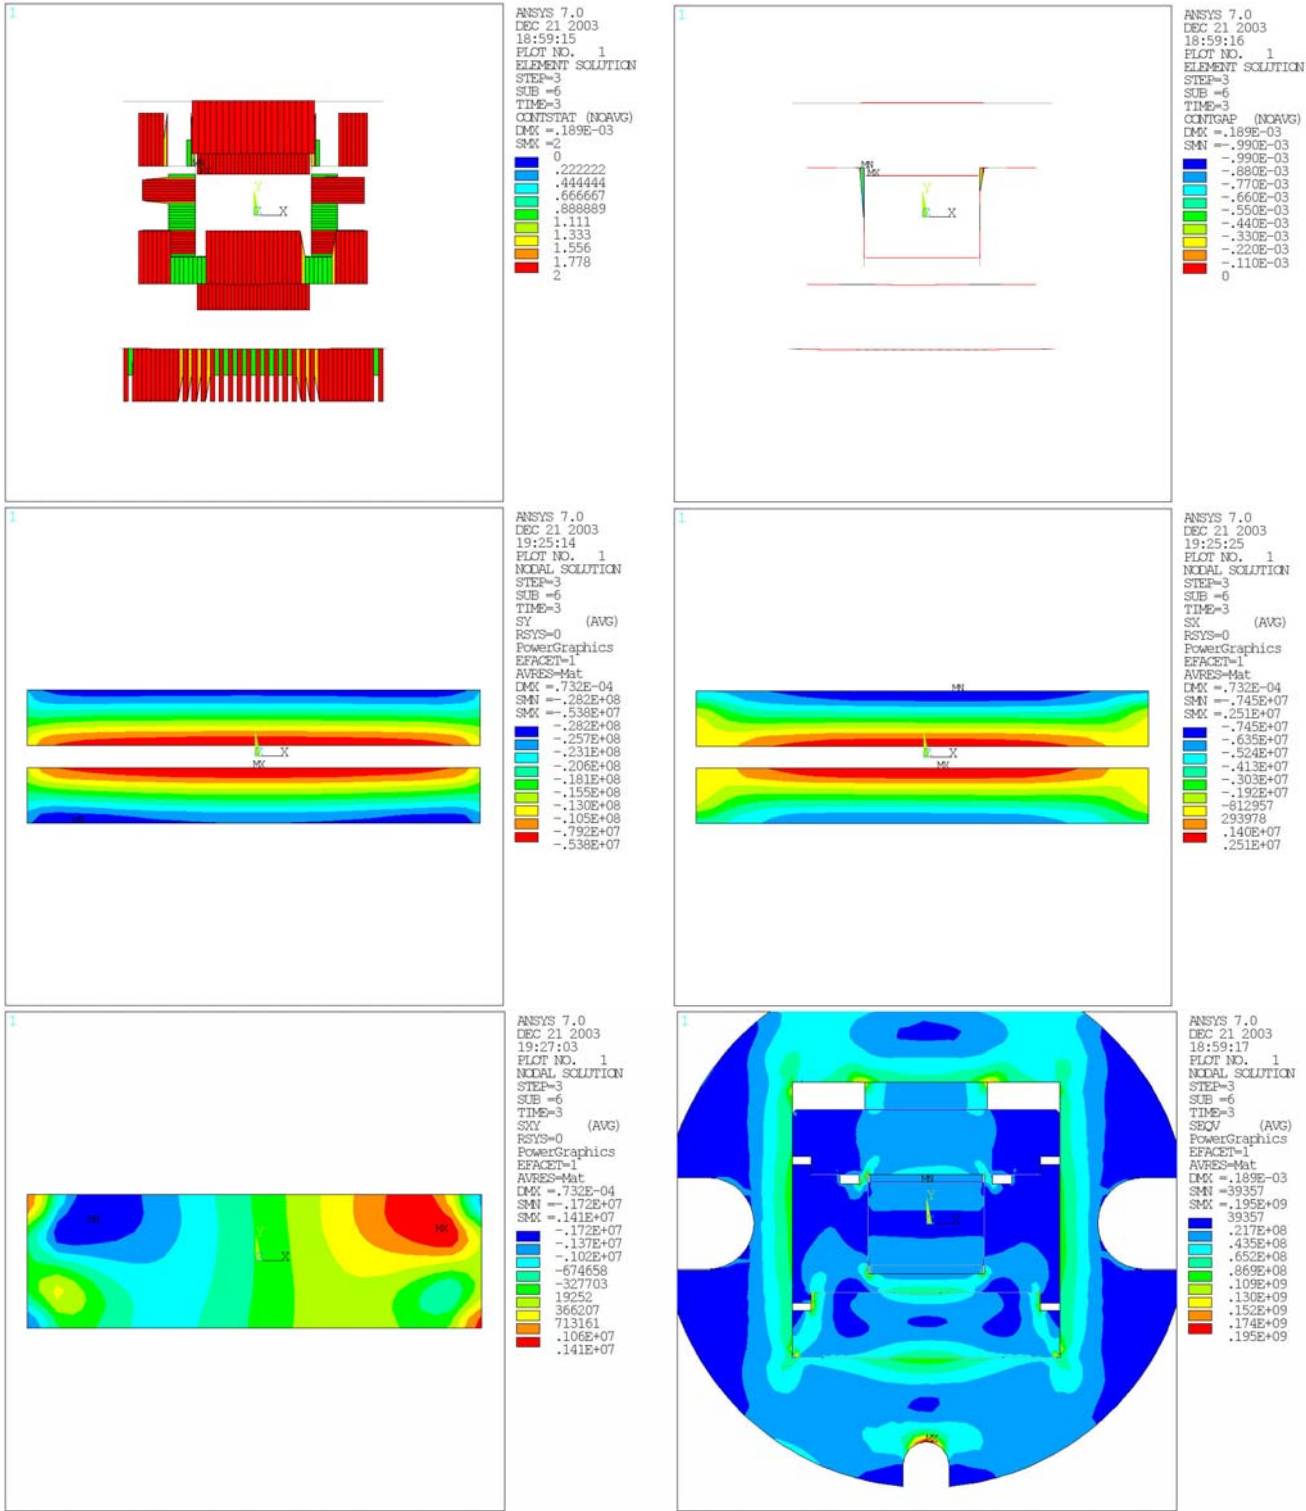 1
ANSYS 7.0
DEC 21 2003
18:59:15
PLOT NO. 1
ELEMENT SOLUTION
STEP=3
SUB =6
TIME=3
CONTSTAT (NOAVG)
DMX =.189E-03
SMX =2
0
.222222
.444444
.666667
.888889
1.111
1.333
1.556
1.778
2
MN
Y
Z X
1
ANSYS 7.0
DEC 21 2003
18:59:16
PLOT NO. 1
ELEMENT SOLUTION
STEP=3
SUB =6
TIME=3
CONTGAP (NOAVG)
DMX =.189E-03
SMN =-.990E-03
-.990E-03
-.880E-03
-.770E-03
-.660E-03
-.550E-03
-.440E-03
-.330E-03
-.220E-03
-.110E-03
0
MN
MX
Y
Z X
1
ANSYS 7.0
DEC 21 2003
19:25:14
PLOT NO. 1
NODAL SOLUTION
STEP=3
SUB =6
TIME=3
SY (AVG)
RSYS=0
PowerGraphics
EFACET=1
AVRES=Mat
DMX =.732E-04
SMN =-.282E+08
SMX =-.538E+07
-.282E+08
-.257E+08
-.231E+08
-.206E+08
-.181E+08
-.155E+08
-.130E+08
-.105E+08
-.792E+07
-.538E+07
X
MX
MN
1
ANSYS 7.0
DEC 21 2003
19:25:25
PLOT NO. 1
NODAL SOLUTION
STEP=3
SUB =6
TIME=3
SX (AVG)
RSYS=0
PowerGraphics
EFACET=1
AVRES=Mat
DMX =.732E-04
SMN =-.745E+07
SMX =.251E+07
-.745E+07
-.635E+07
-.524E+07
-.413E+07
-.303E+07
-.192E+07
-812957
293978
.140E+07
.251E+07
MN
X
MX
1
ANSYS 7.0
DEC 21 2003
19:27:03
PLOT NO. 1
NODAL SOLUTION
STEP=3
SUB =6
TIME=3
SXY (AVG)
RSYS=0
PowerGraphics
EFACET=1
AVRES=Mat
DMX =.732E-04
SMN =-.172E+07
SMX =.141E+07
-.172E+07
-.137E+07
-.102E+07
-674658
-327703
19252
366207
713161
.106E+07
.141E+07
MN
MX
Y
X
1
ANSYS 7.0
DEC 21 2003
18:59:17
PLOT NO. 1
NODAL SOLUTION
STEP=3
SUB =6
TIME=3
SEQV (AVG)
PowerGraphics
EFACET=1
AVRES=Mat
DMX =.189E-03
SMN =39357
SMX =.195E+09
39357
.217E+08
.435E+08
.652E+08
.869E+08
.109E+09
.130E+09
.152E+09
.174E+09
.195E+09
MN
Y
X
MX